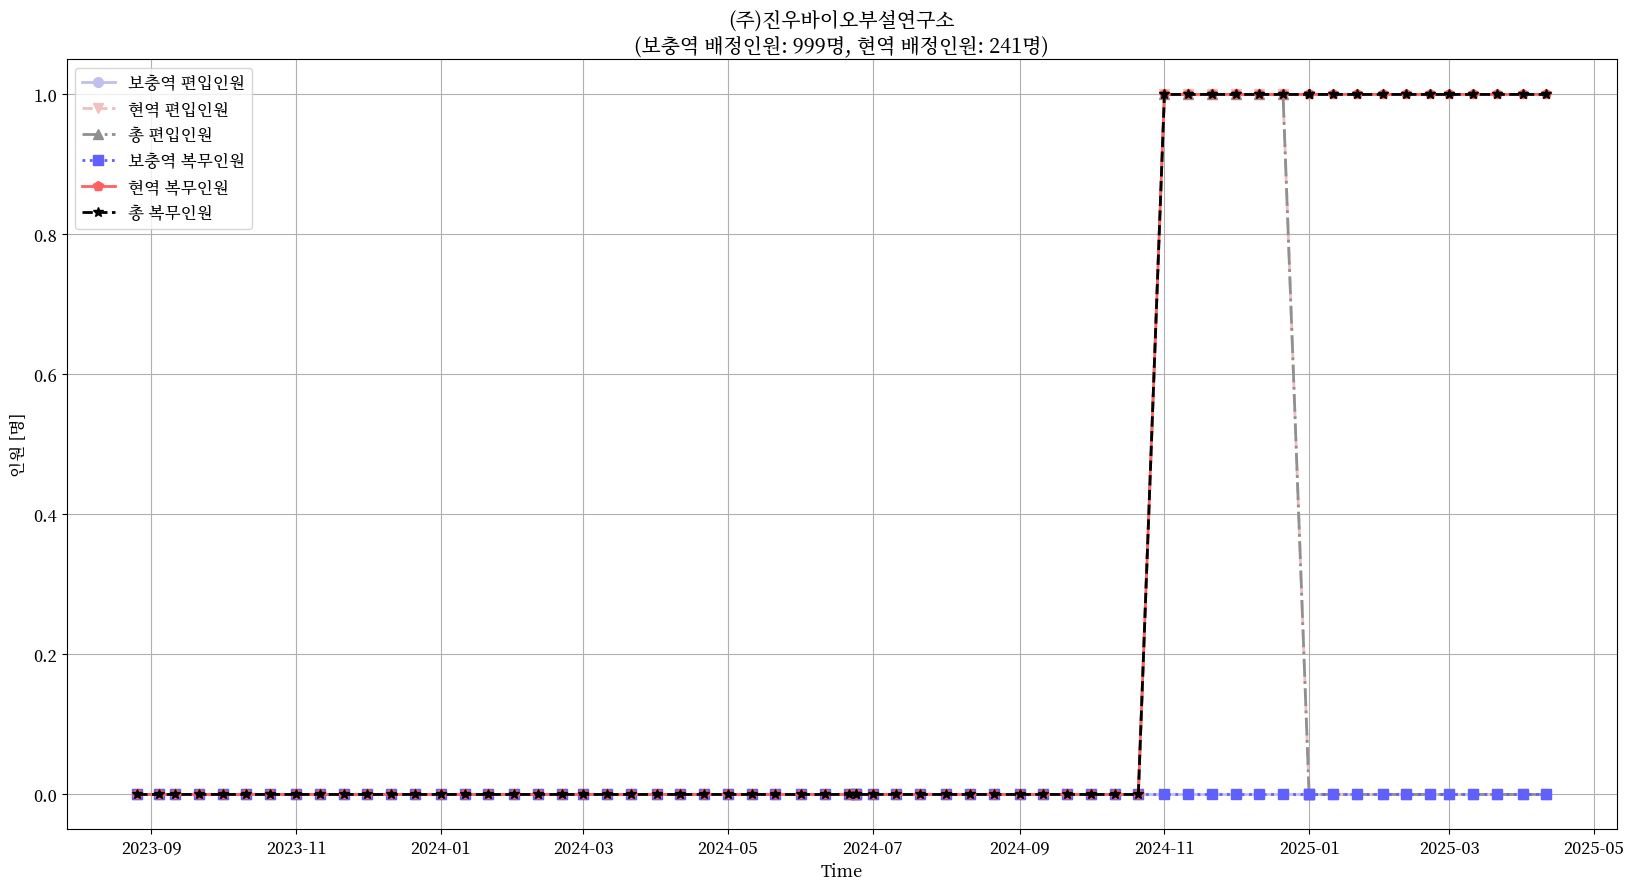 (주)진우바이오부설연구소
(보충역 배정인원: 999명, 현역 배정인원: 241명)
보충역 편입인원
현역 편입인원
총 편입인원
보충역 복무인원
현역 복무인원
총 복무인원
1.0
0.8
0.6
0.4
0.2
0.0
인원 [명]
2023-09 2023-11 2024-01 2024-03 2024-05 2024-07 2024-09 2024-11 2025-01 2025-03 2025-05
Time